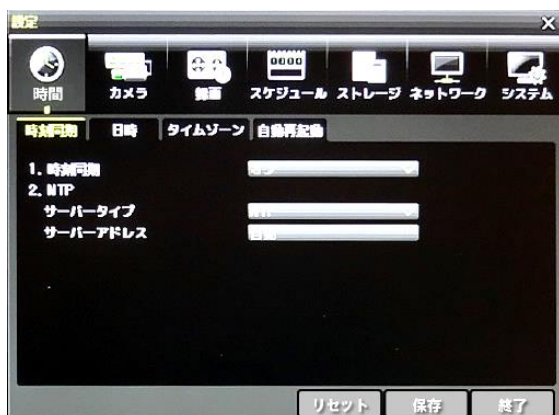 設定 X
時間 カメラ 録画 スケジュール ストレージ ネットワーク システム
時刻同期 日時 タイムゾーン 自動再起動
1. 時刻同期
2. NTP
サーバータイプ
サーバーアドレス
リセット 保存 終了